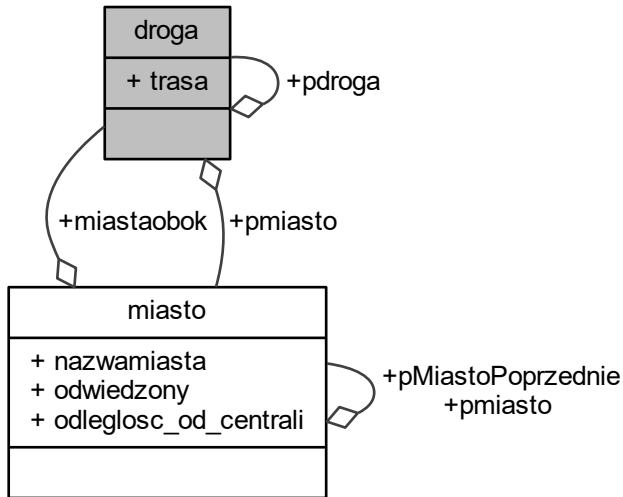 droga
+ trasa
+pdroga
+miastaobok
+pmiasto
miasto
+ nazwamiasta
+ odwiedzony
+ odleglosc_od_centrali
+pMiastoPoprzednie
+pmiasto